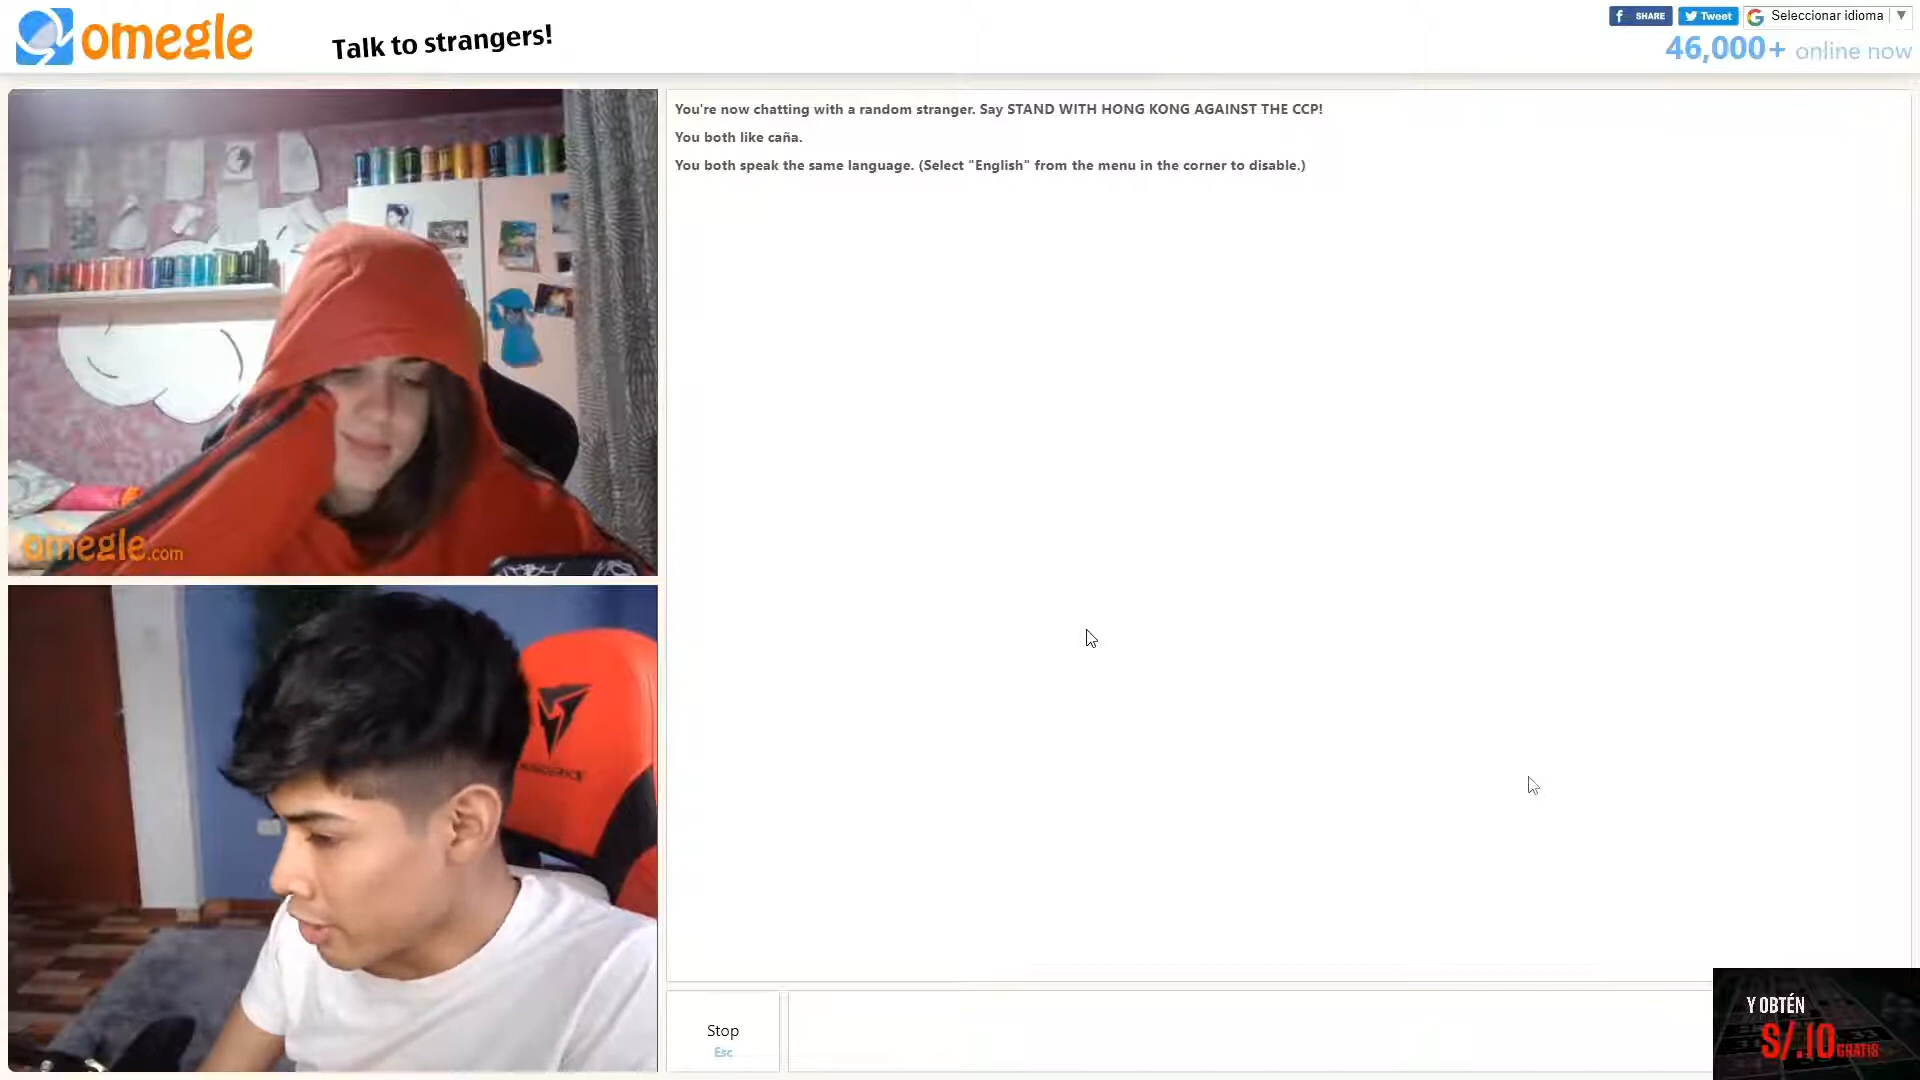 omegle
Talk to strangers!
SHARE
Tweet
Seleccionar idioma
46,000+ online now
You're now chatting with a random stranger. Say STAND WITH HONG KONG AGAINST THE CCP!
You both like caña.
You both speak the same language. (Select "English" from the menu in the corner to disable.)
omegle.com
Stop
Esc
Y OBTÉN
S/.10 GRATIS